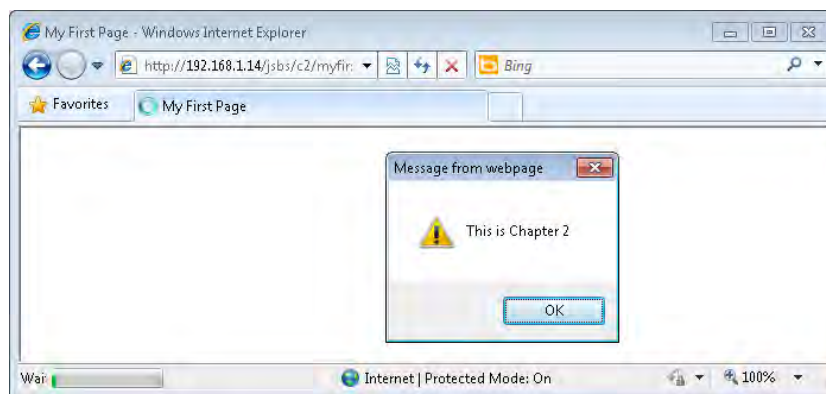 My First Page - Windows Internet Explorer
http://192.168.1.14/jsbs/c2/myfir
Bing
Favorites
My First Page
Message from webpage
This is Chapter 2
OK
Wai
Internet | Protected Mode: On
100%